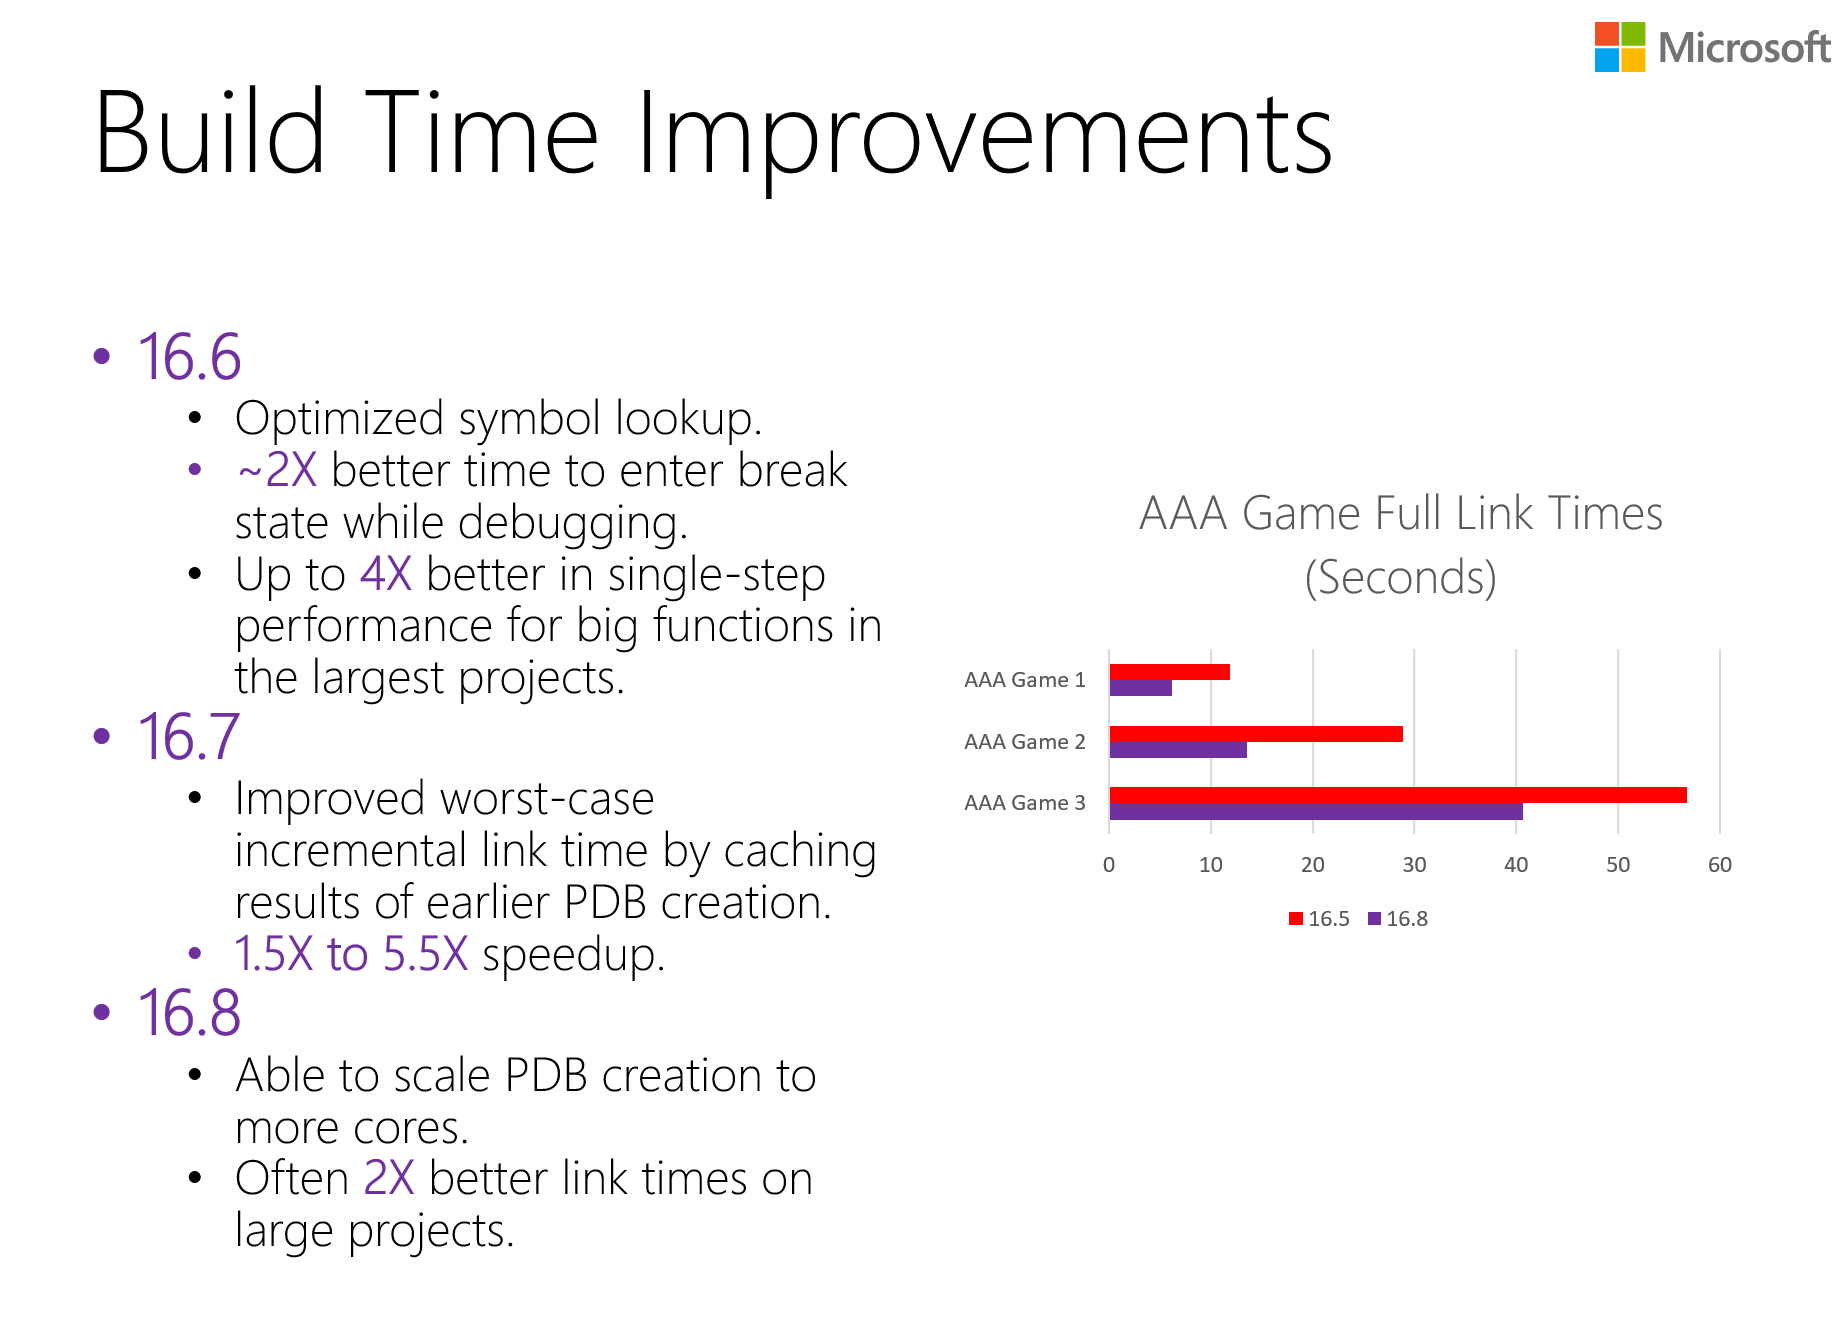 Microsoft
Build Time Improvements
• 16.6
• Optimized symbol lookup.
• ~2X better time to enter break
state while debugging.
• Up to 4X better in single-step
performance for big functions in
the largest projects.
• 16.7
• Improved worst-case
incremental link time by caching
results of earlier PDB creation.
• 1.5X to 5.5X speedup.
• 16.8
• Able to scale PDB creation to
more cores.
• Often 2X better link times on
large projects.
AAA Game Full Link Times
(Seconds)
AAA Game 1
AAA Game 2
AAA Game 3
0 10 20 30 40 50 60
16.5 16.8